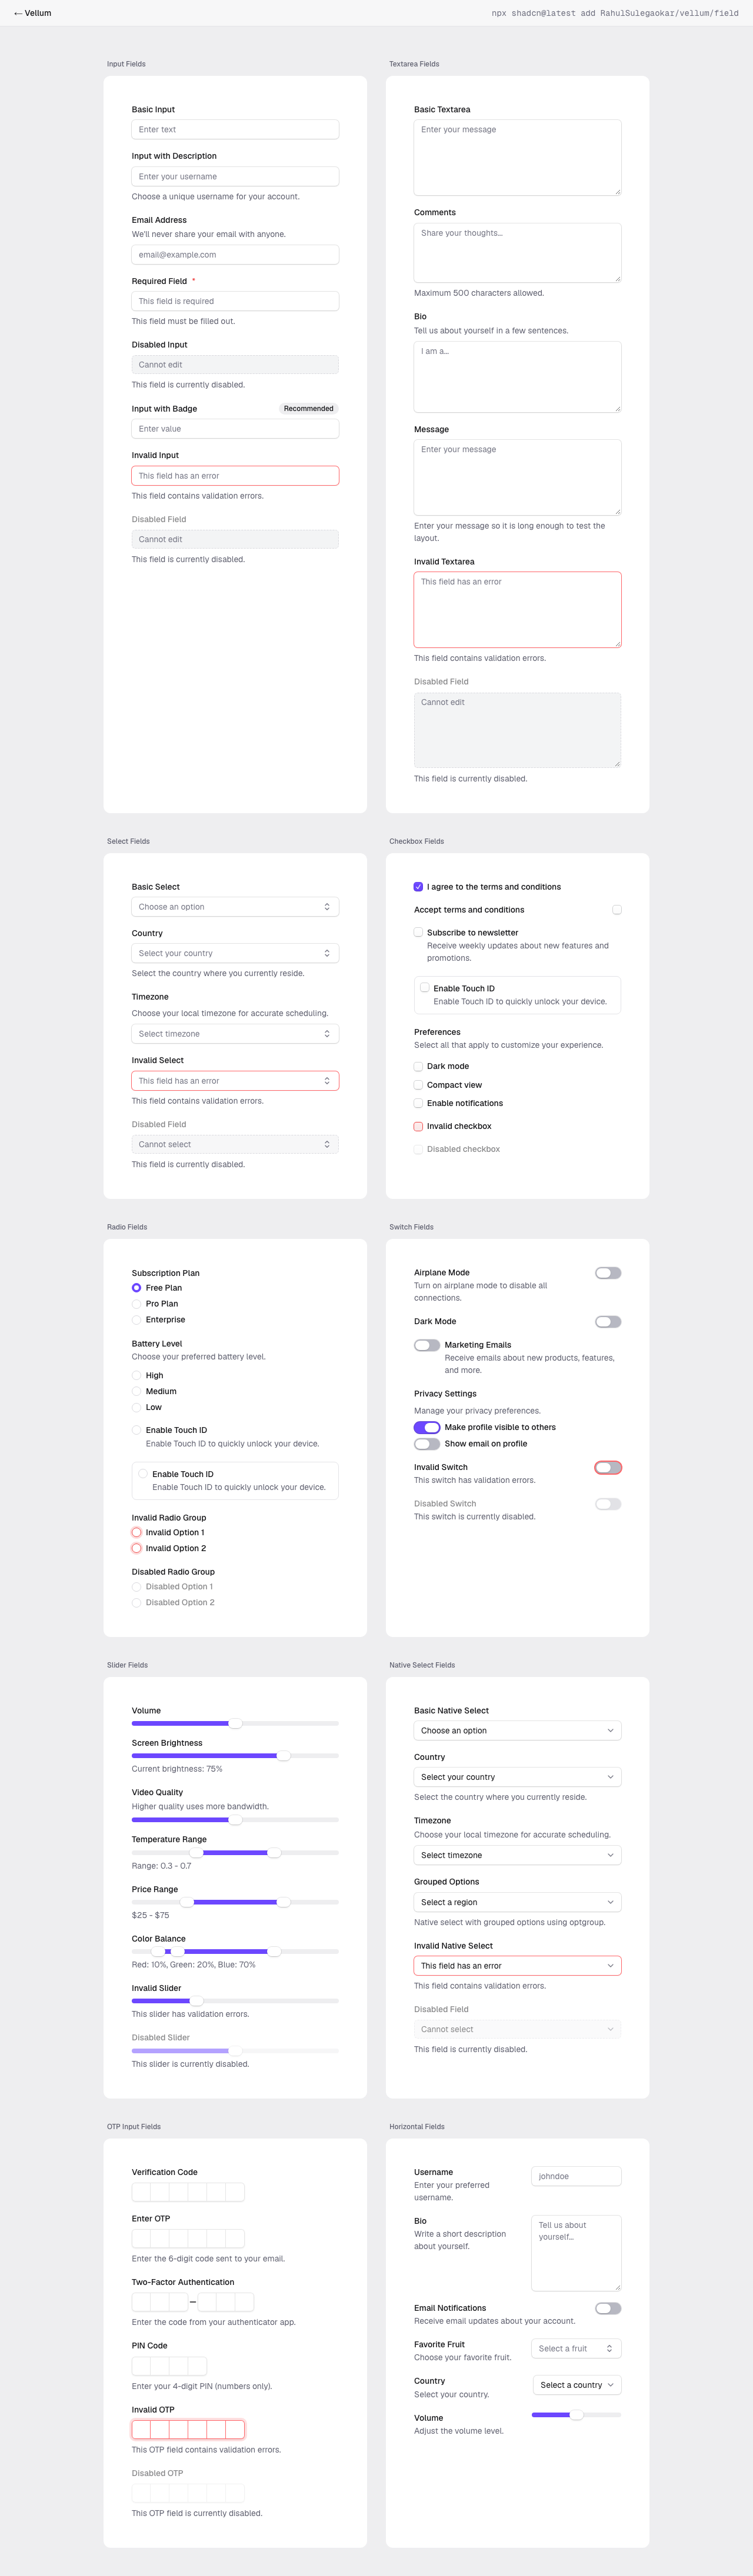 ← Vellum
npx shadcn@latest add RahulSulegaokar/vellum/field
Input Fields
Basic Input
Enter text
Input with Description
Enter your username
Choose a unique username for your account.
Email Address
We'll never share your email with anyone.
email@example.com
Required Field *
This field is required
This field must be filled out.
Disabled Input
Cannot edit
This field is currently disabled.
Input with Badge
Recommended
Enter value
Invalid Input
This field has an error
This field contains validation errors.
Disabled Field
Cannot edit
This field is currently disabled.
Textarea Fields
Basic Textarea
Enter your message
Comments
Share your thoughts...
Maximum 500 characters allowed.
Bio
Tell us about yourself in a few sentences.
I am a...
Message
Enter your message
Enter your message so it is long enough to test the
layout.
Invalid Textarea
This field has an error
This field contains validation errors.
Disabled Field
Cannot edit
This field is currently disabled.
Select Fields
Basic Select
Choose an option
Country
Select your country
Select the country where you currently reside.
Timezone
Choose your local timezone for accurate scheduling.
Select timezone
Invalid Select
This field has an error
This field contains validation errors.
Disabled Field
Cannot select
This field is currently disabled.
Checkbox Fields
I agree to the terms and conditions
Accept terms and conditions
Subscribe to newsletter
Receive weekly updates about new features and
promotions.
Enable Touch ID
Enable Touch ID to quickly unlock your device.
Preferences
Select all that apply to customize your experience.
Dark mode
Compact view
Enable notifications
Invalid checkbox
Disabled checkbox
Radio Fields
Subscription Plan
Free Plan
Pro Plan
Enterprise
Battery Level
Choose your preferred battery level.
High
Medium
Low
Enable Touch ID
Enable Touch ID to quickly unlock your device.
Enable Touch ID
Enable Touch ID to quickly unlock your device.
Invalid Radio Group
Invalid Option 1
Invalid Option 2
Disabled Radio Group
Disabled Option 1
Disabled Option 2
Switch Fields
Airplane Mode
Turn on airplane mode to disable all
connections.
Dark Mode
Marketing Emails
Receive emails about new products, features,
and more.
Privacy Settings
Manage your privacy preferences.
Make profile visible to others
Show email on profile
Invalid Switch
This switch has validation errors.
Disabled Switch
This switch is currently disabled.
Slider Fields
Volume
Screen Brightness
Current brightness: 75%
Video Quality
Higher quality uses more bandwidth.
Temperature Range
Range: 0.3 - 0.7
Price Range
$25 - $75
Color Balance
Red: 10%, Green: 20%, Blue: 70%
Invalid Slider
This slider has validation errors.
Disabled Slider
This slider is currently disabled.
Native Select Fields
Basic Native Select
Choose an option
Country
Select your country
Select the country where you currently reside.
Timezone
Choose your local timezone for accurate scheduling.
Select timezone
Grouped Options
Select a region
Native select with grouped options using optgroup.
Invalid Native Select
This field has an error
This field contains validation errors.
Disabled Field
Cannot select
This field is currently disabled.
OTP Input Fields
Verification Code
Enter OTP
Enter the 6-digit code sent to your email.
Two-Factor Authentication
Enter the code from your authenticator app.
PIN Code
Enter your 4-digit PIN (numbers only).
Invalid OTP
This OTP field contains validation errors.
Disabled OTP
This OTP field is currently disabled.
Horizontal Fields
Username
Enter your preferred
username.
johndoe
Bio
Write a short description
about yourself.
Tell us about
yourself...
Email Notifications
Receive email updates about your account.
Favorite Fruit
Choose your favorite fruit.
Select a fruit
Country
Select your country.
Select a country
Volume
Adjust the volume level.